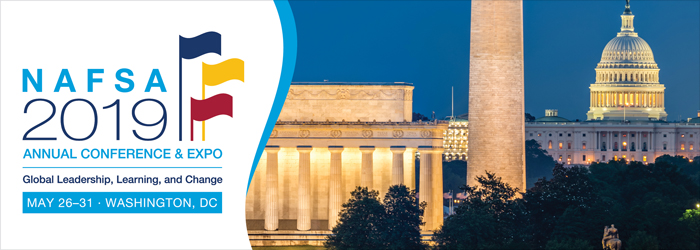 NAFSA
2019
ANNUAL CONFERENCE & EXPO
Global Leadership, Learning, and Change
MAY 26–31 · WASHINGTON, DC